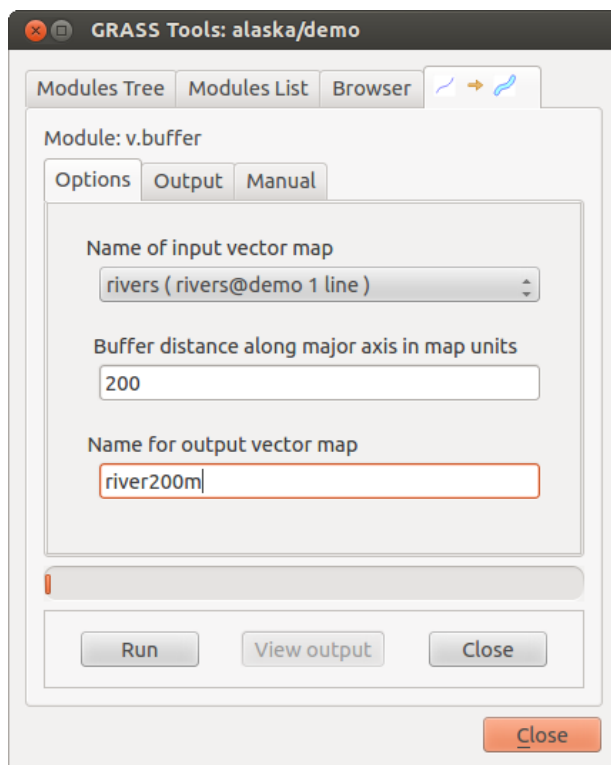 GRASS Tools: alaska/demo
Modules Tree Modules List Browser
Module: v.buffer
Options Output Manual
Name of input vector map
rivers ( rivers@demo 1 line )
Buffer distance along major axis in map units
200
Name for output vector map
river200m
Run View output Close
Close